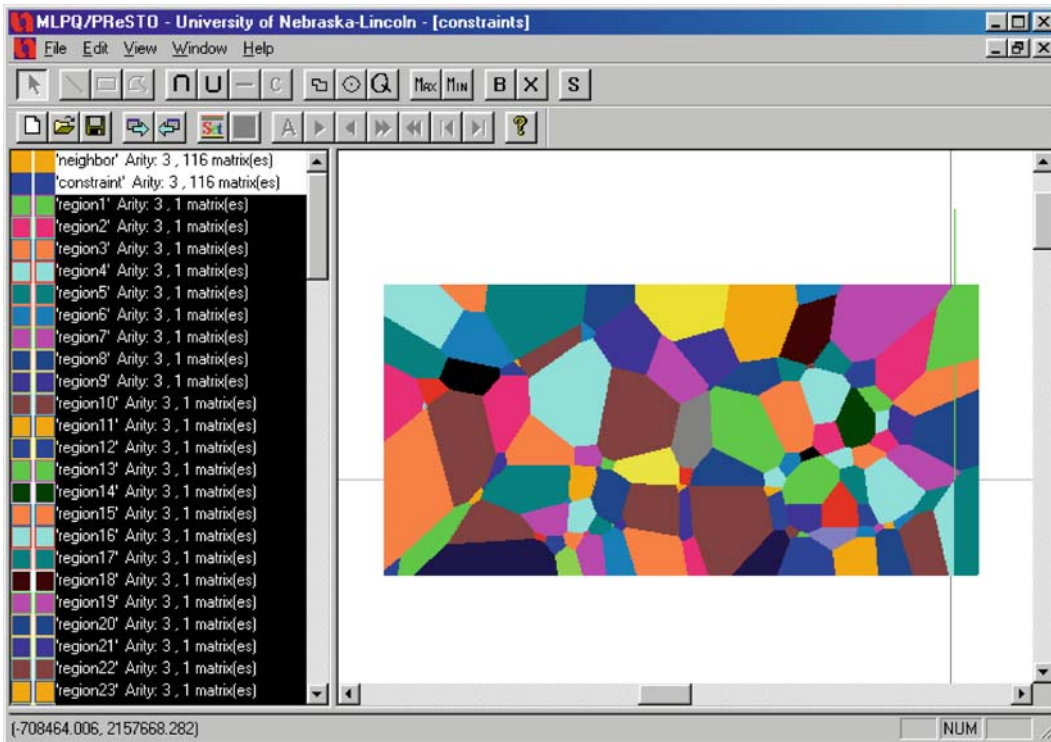 MLPQ/PReSTO - University of Nebraska-Lincoln - [constraints]
File Edit View Window Help
Max Min B X S
Set A ?
'neighbor' Arity: 3 , 116 matrix(es)
'constraint' Arity: 3 , 116 matrix(es)
'region1' Arity: 3 , 1 matrix(es)
'region2' Arity: 3 , 1 matrix(es)
'region3' Arity: 3 , 1 matrix(es)
'region4' Arity: 3 , 1 matrix(es)
'region5' Arity: 3 , 1 matrix(es)
'region6' Arity: 3 , 1 matrix(es)
'region7' Arity: 3 , 1 matrix(es)
'region8' Arity: 3 , 1 matrix(es)
'region9' Arity: 3 , 1 matrix(es)
'region10' Arity: 3 , 1 matrix(es)
'region11' Arity: 3 , 1 matrix(es)
'region12' Arity: 3 , 1 matrix(es)
'region13' Arity: 3 , 1 matrix(es)
'region14' Arity: 3 , 1 matrix(es)
'region15' Arity: 3 , 1 matrix(es)
'region16' Arity: 3 , 1 matrix(es)
'region17' Arity: 3 , 1 matrix(es)
'region18' Arity: 3 , 1 matrix(es)
'region19' Arity: 3 , 1 matrix(es)
'region20' Arity: 3 , 1 matrix(es)
'region21' Arity: 3 , 1 matrix(es)
'region22' Arity: 3 , 1 matrix(es)
'region23' Arity: 3 , 1 matrix(es)
(-708464.006, 2157668.282)
NUM